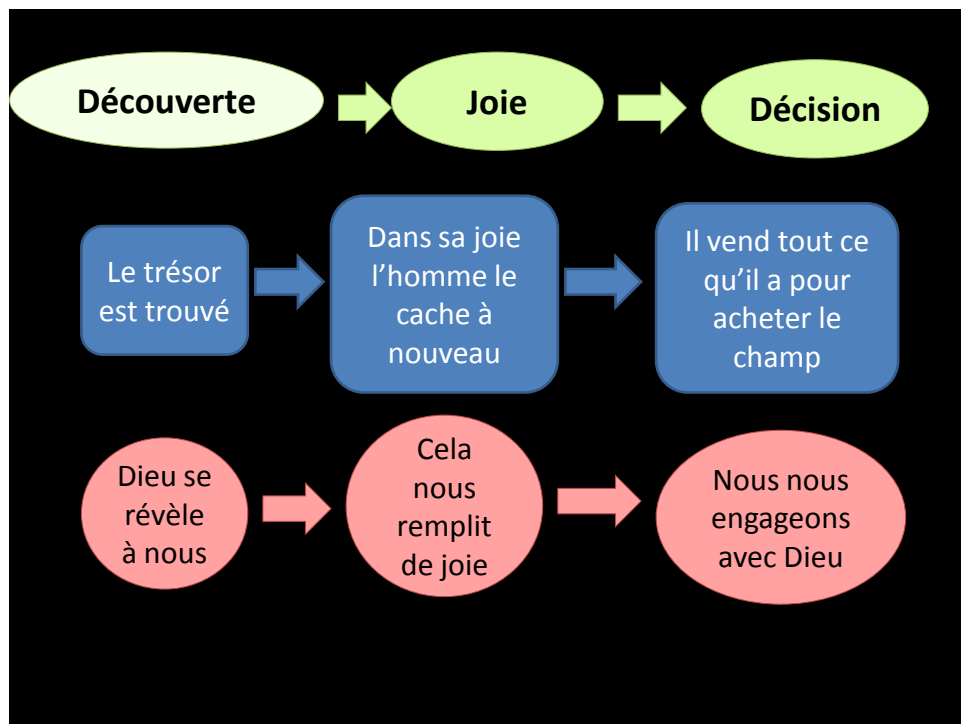 Découverte
Joie
Décision
Le trésor
est trouvé
Dans sa joie
l'homme le
cache à
nouveau
Il vend tout ce
qu'il a pour
acheter le
champ
Dieu se
révèle
à nous
Cela
nous
remplit
de joie
Nous nous
engageons
avec Dieu